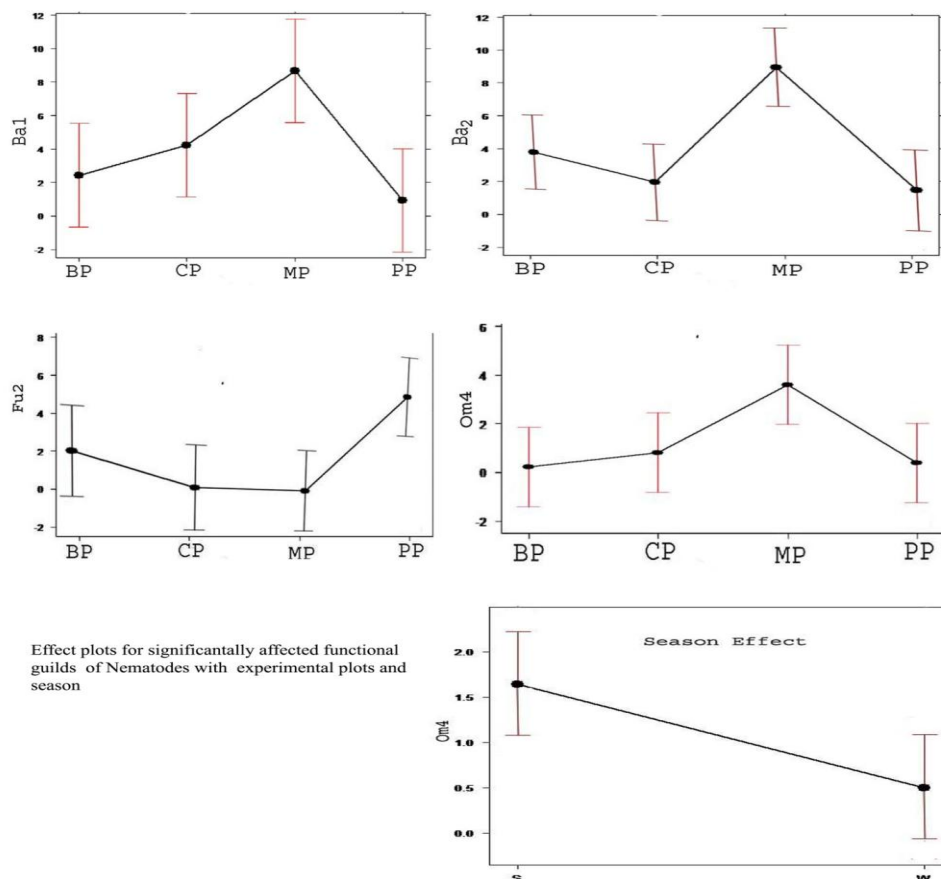 12
10
8
6
4
2
0
-2
Ba1
BP CP MP PP
12
10
8
6
4
2
0
-2
Ba2
BP CP MP PP
8
6
4
2
0
-2
Fu2
BP CP MP PP
6
4
2
0
-2
Om4
BP CP MP PP
Effect plots for significantly affected functional
guilds of Nematodes with experimental plots and
season
Season Effect
2.0
1.5
1.0
0.5
0.0
Om4
s w